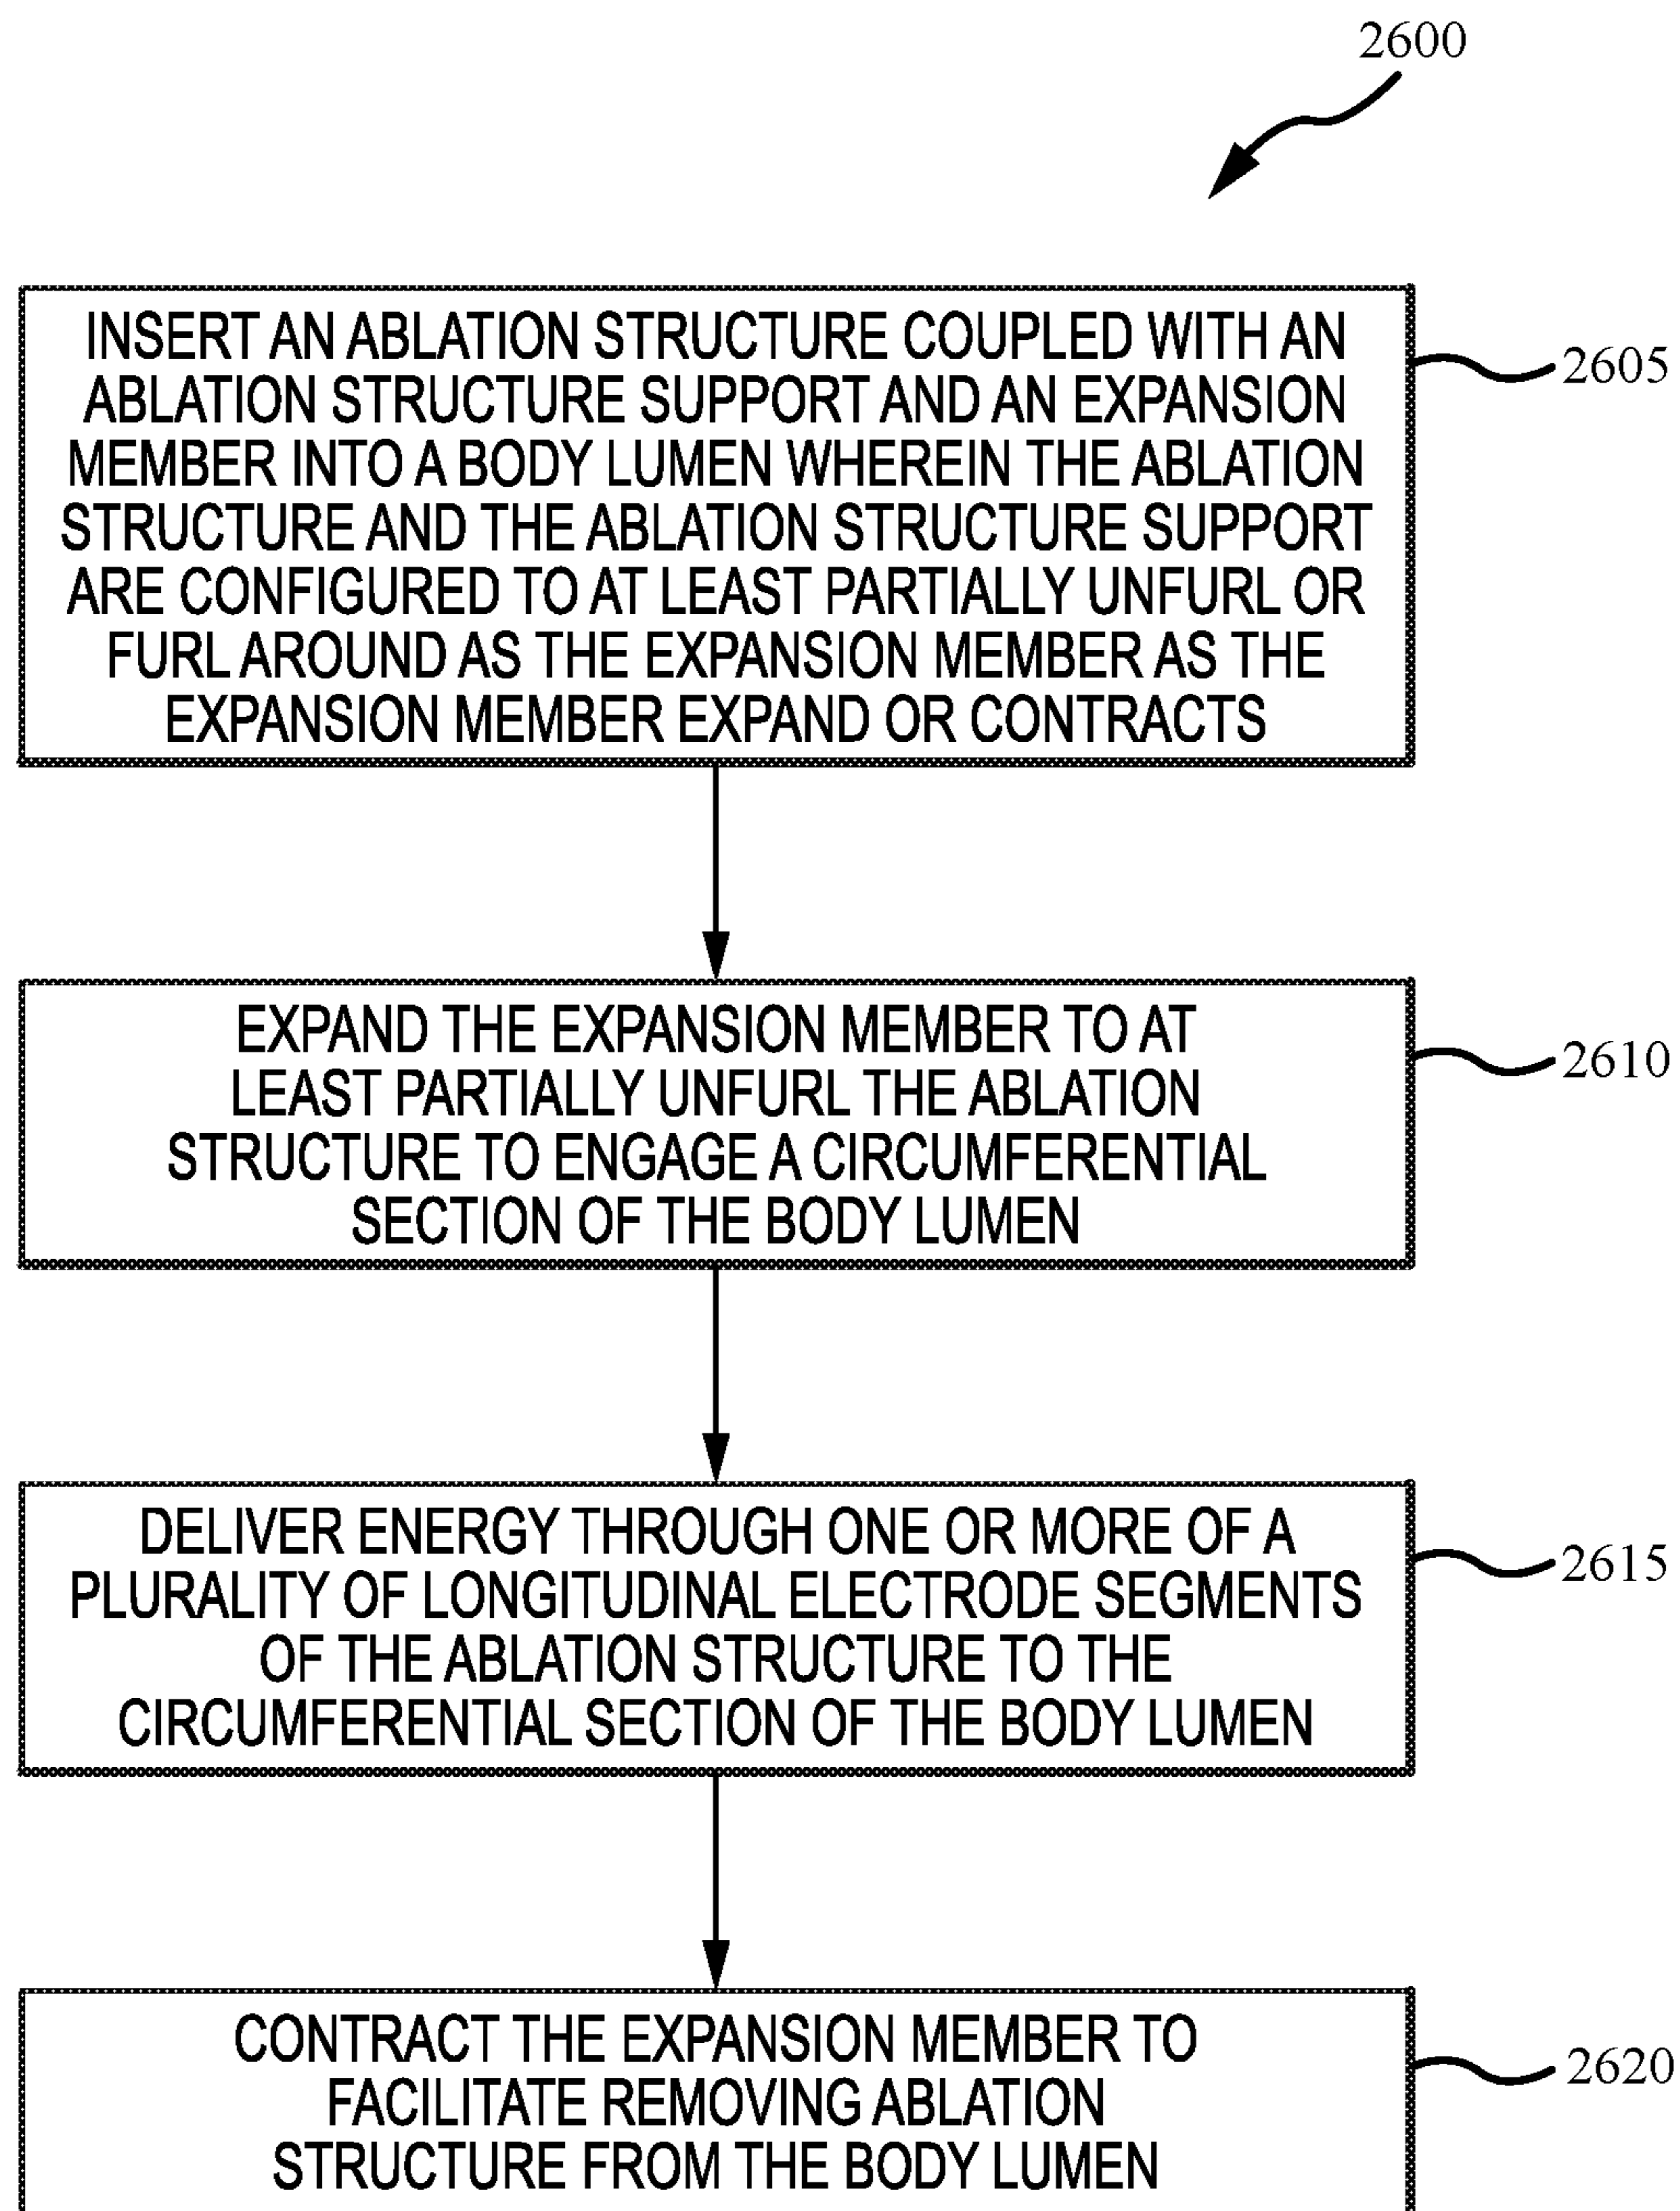 2600
INSERT AN ABLATION STRUCTURE COUPLED WITH AN
ABLATION STRUCTURE SUPPORT AND AN EXPANSION
MEMBER INTO A BODY LUMEN WHEREIN THE ABLATION
STRUCTURE AND THE ABLATION STRUCTURE SUPPORT
ARE CONFIGURED TO AT LEAST PARTIALLY UNFURL OR
FURL AROUND AS THE EXPANSION MEMBER AS THE
EXPANSION MEMBER EXPAND OR CONTRACTS
2605
EXPAND THE EXPANSION MEMBER TO AT
LEAST PARTIALLY UNFURL THE ABLATION
STRUCTURE TO ENGAGE A CIRCUMFERENTIAL
SECTION OF THE BODY LUMEN
2610
DELIVER ENERGY THROUGH ONE OR MORE OF A
PLURALITY OF LONGITUDINAL ELECTRODE SEGMENTS
OF THE ABLATION STRUCTURE TO THE
CIRCUMFERENTIAL SECTION OF THE BODY LUMEN
2615
CONTRACT THE EXPANSION MEMBER TO
FACILITATE REMOVING ABLATION
STRUCTURE FROM THE BODY LUMEN
2620